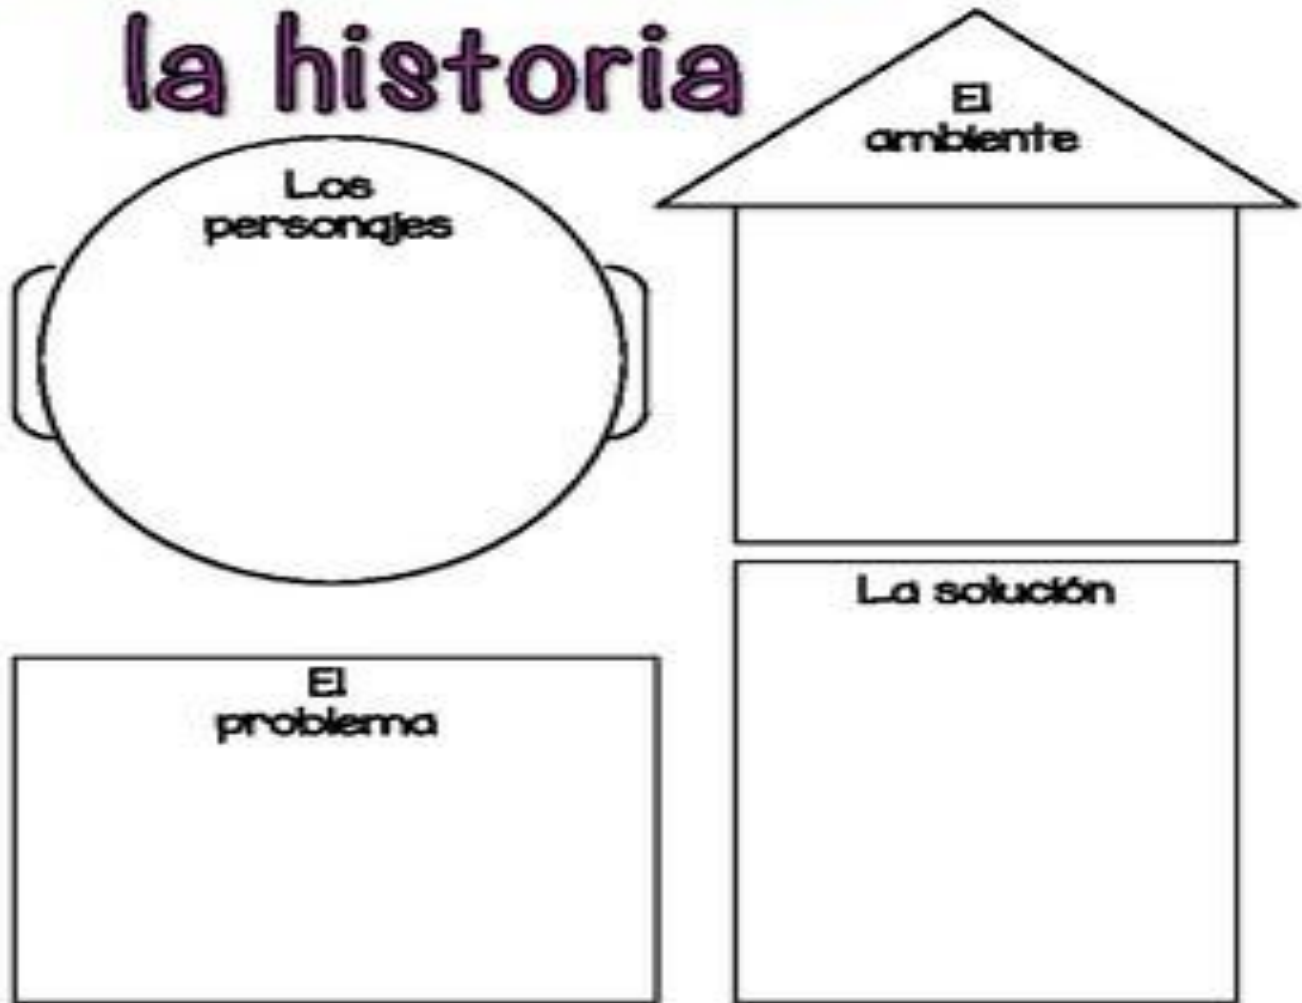 la historia
Los
personajes
El
ambiente
La solución
El
problema